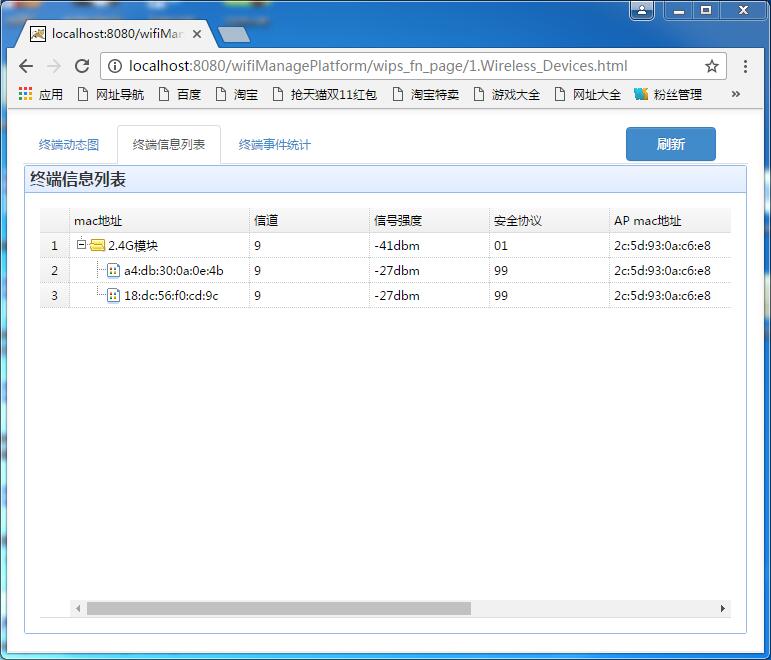 localhost:8080/wifiMan
localhost:8080/wifiManagePlatform/wips_fn_page/1.Wireless_Devices.html
应用 网址导航 百度 淘宝 抢天猫双11红包 淘宝特卖 游戏大全 网址大全 粉丝管理 »
终端动态图 终端信息列表 终端事件统计 刷新
终端信息列表
mac地址 信道 信号强度 安全协议 AP mac地址
1 2.4G模块 9 -41dbm 01 2c:5d:93:0a:c6:e8
2 a4:db:30:0a:0e:4b 9 -27dbm 99 2c:5d:93:0a:c6:e8
3 18:dc:56:f0:cd:9c 9 -27dbm 99 2c:5d:93:0a:c6:e8